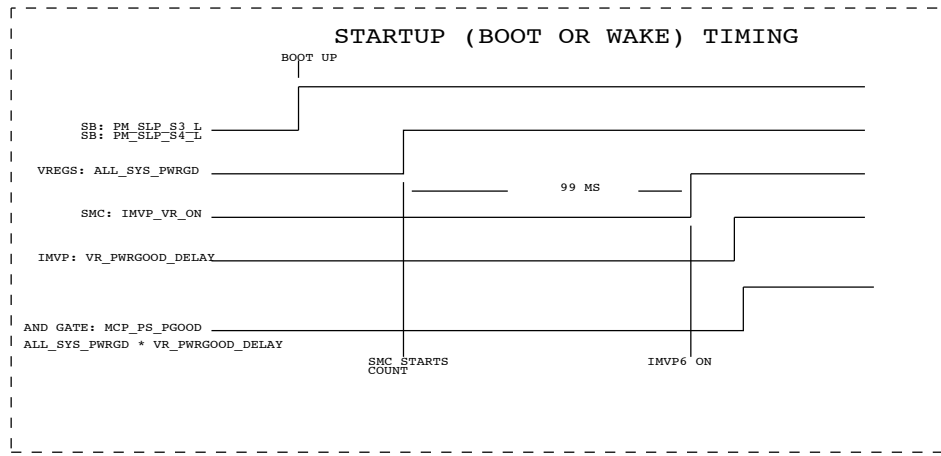 STARTUP (BOOT OR WAKE) TIMING
BOOT UP
SB: PM_SLP_S3_L
SB: PM_SLP_S4_L
VREGS: ALL_SYS_PWRGD
99 MS
SMC: IMVP_VR_ON
IMVP: VR_PWRGOOD_DELAY
AND GATE: MCP_PS_PGOOD
ALL_SYS_PWRGD * VR_PWRGOOD_DELAY
SMC STARTS
COUNT
IMVP6 ON